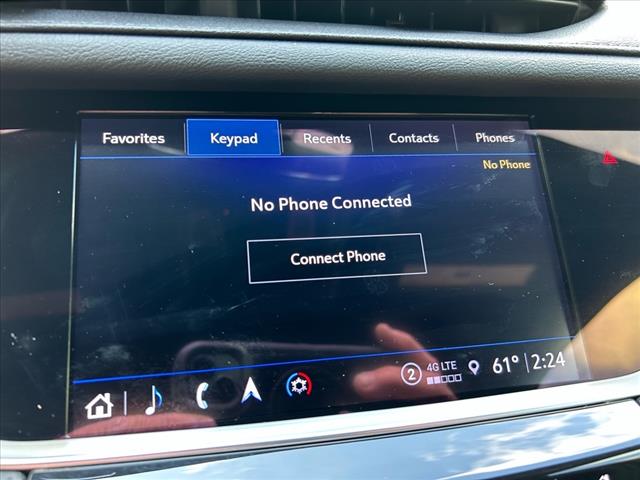 Favorites Keypad Recents Contacts Phones
No Phone
No Phone Connected
Connect Phone
2 4G LTE 61° 2:24